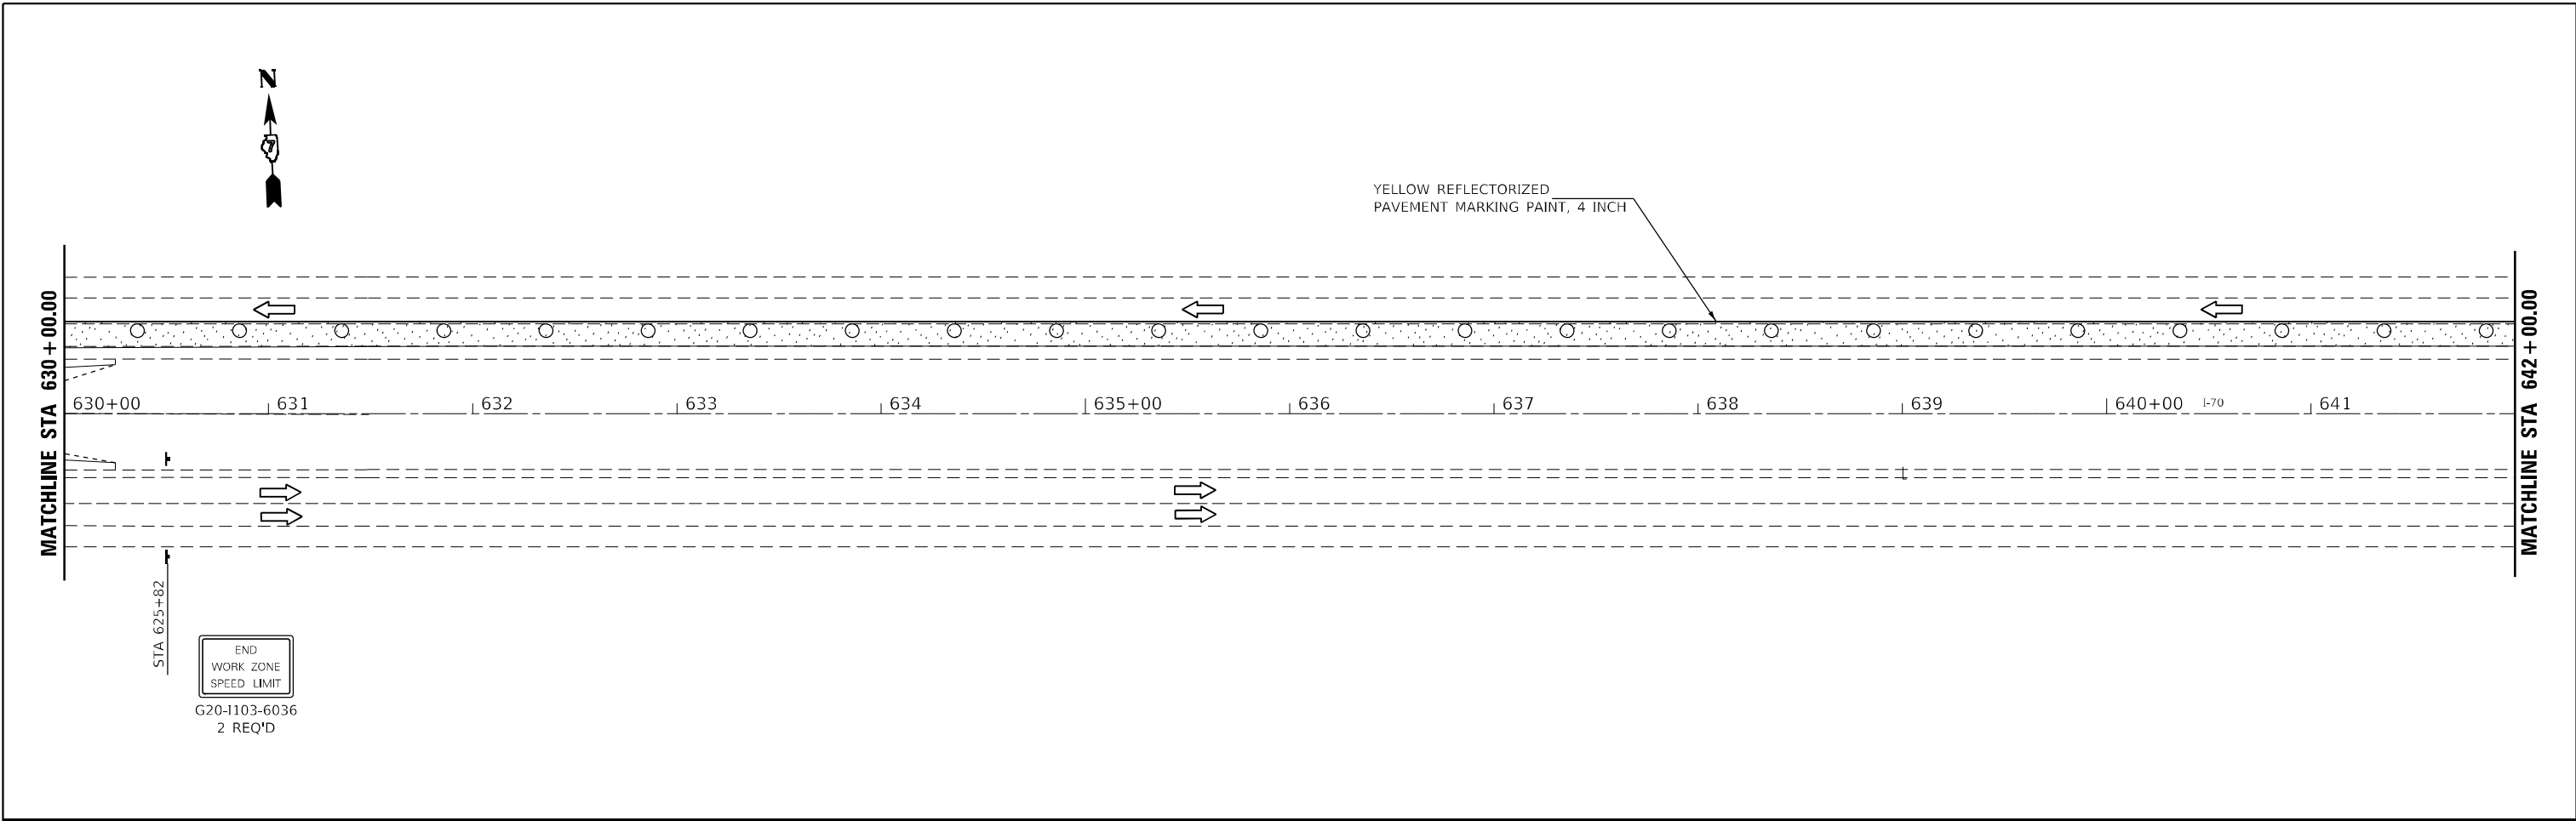 N
7
YELLOW REFLECTORIZED
PAVEMENT MARKING PAINT, 4 INCH
MATCHLINE STA 630+00.00
MATCHLINE STA 642+00.00
630+00 631 632 633 634 635+00 636 637 638 639 640+00 I-70 641
STA 625+82
END
WORK ZONE
SPEED LIMIT
G20-I103-6036
2 REQ'D